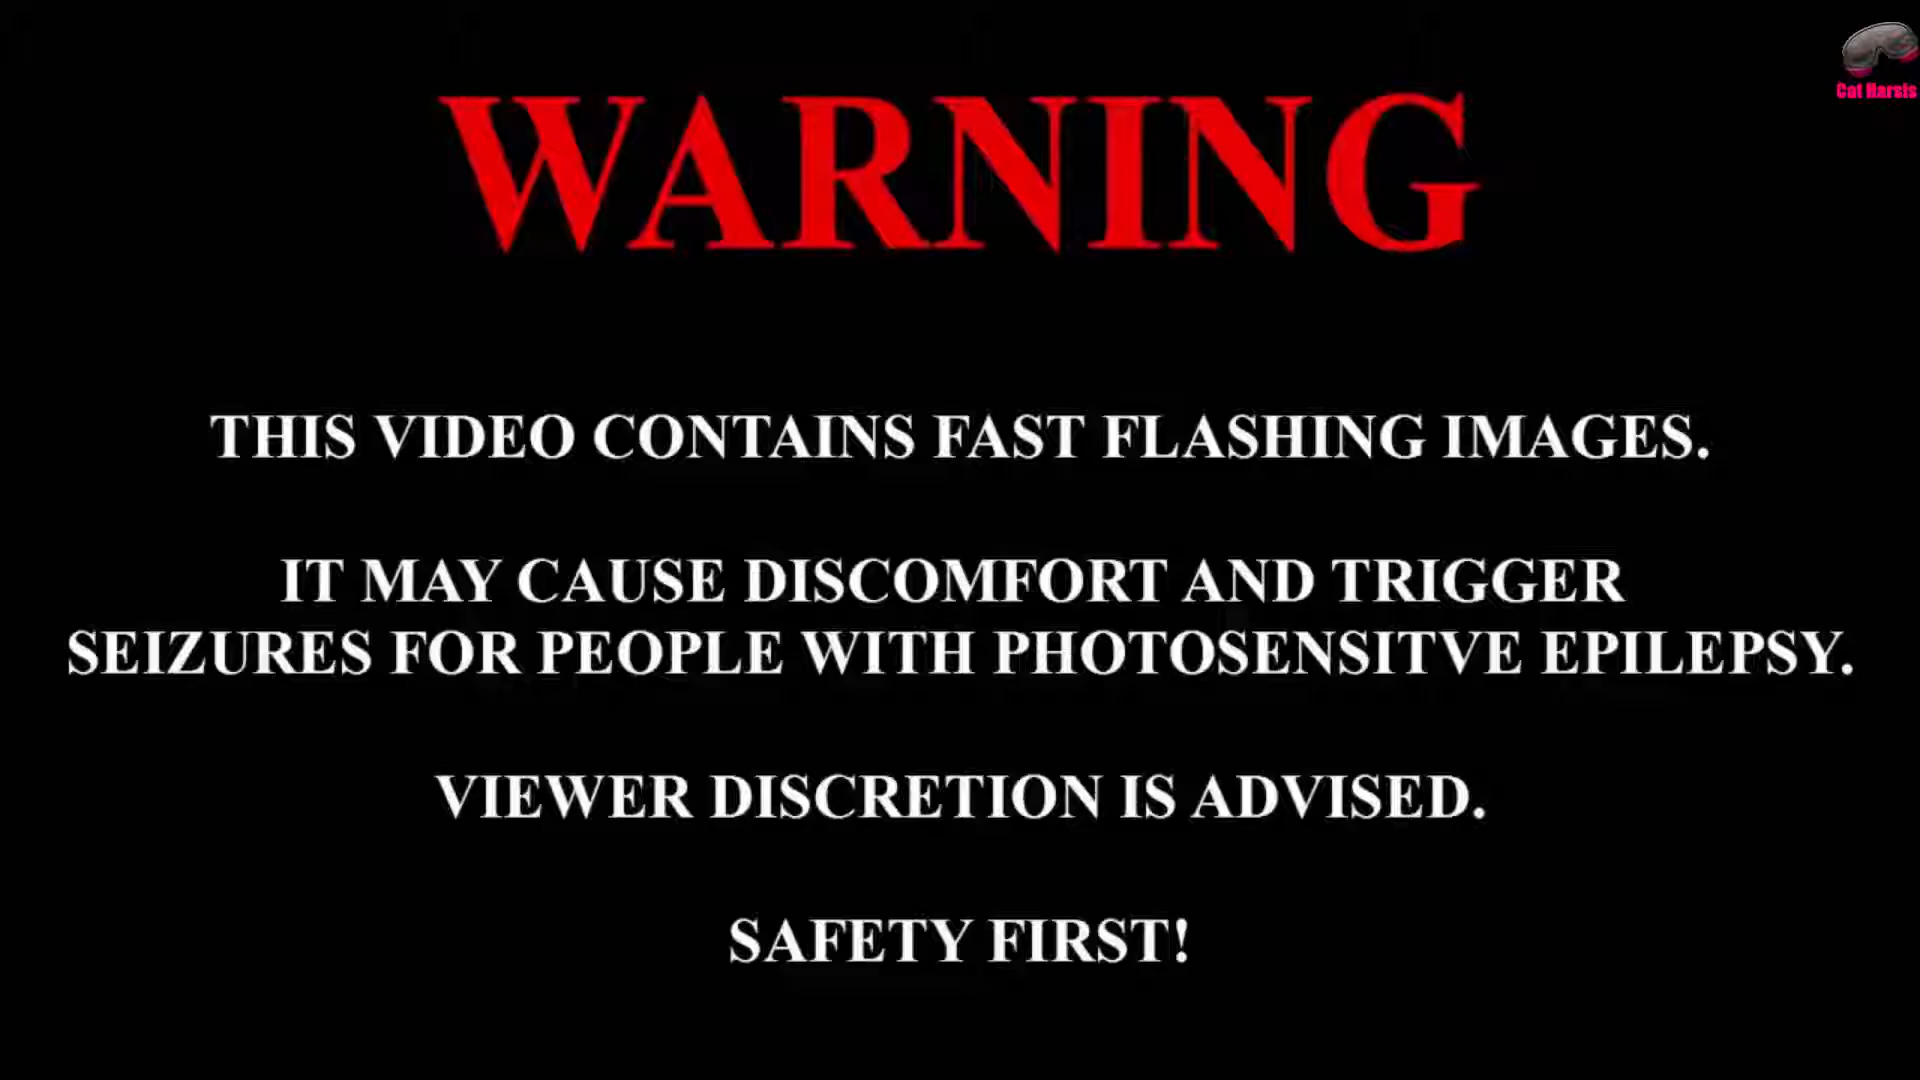 Cat Harsis
WARNING
THIS VIDEO CONTAINS FAST FLASHING IMAGES.
IT MAY CAUSE DISCOMFORT AND TRIGGER
SEIZURES FOR PEOPLE WITH PHOTOSENSITVE EPILEPSY.
VIEWER DISCRETION IS ADVISED.
SAFETY FIRST!